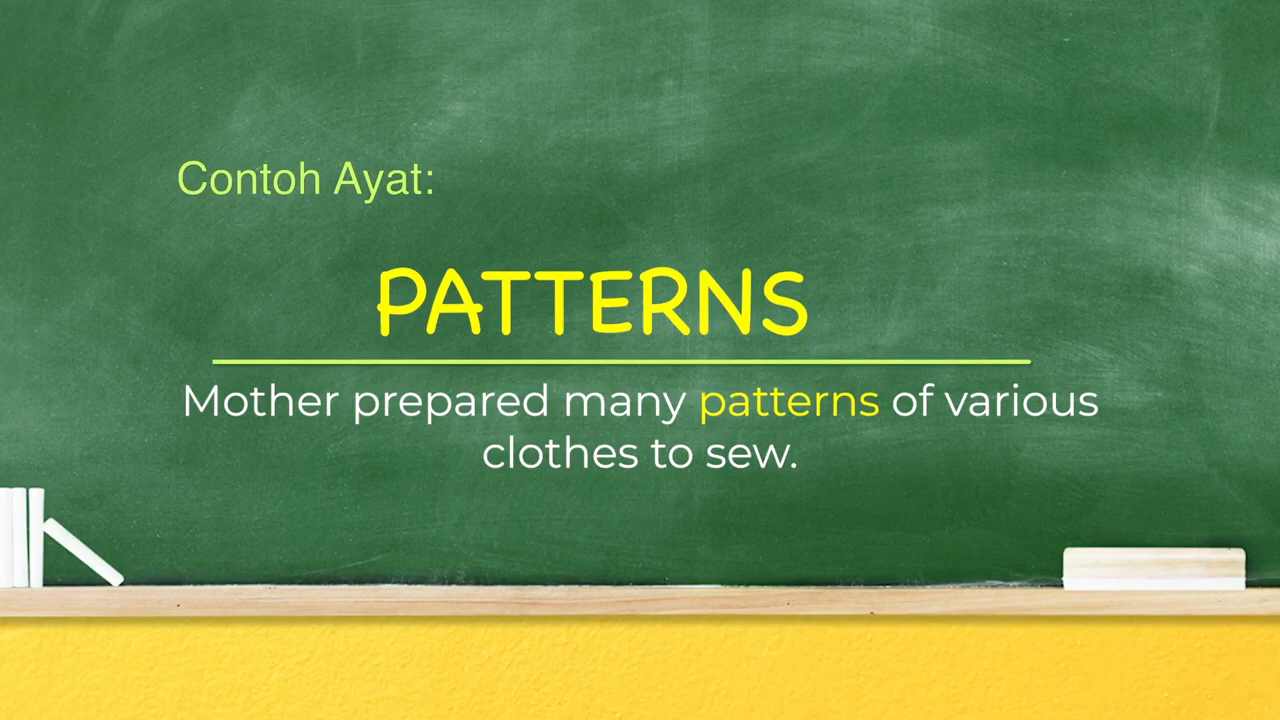 Contoh Ayat:
PATTERNS
Mother prepared many patterns of various
clothes to sew.